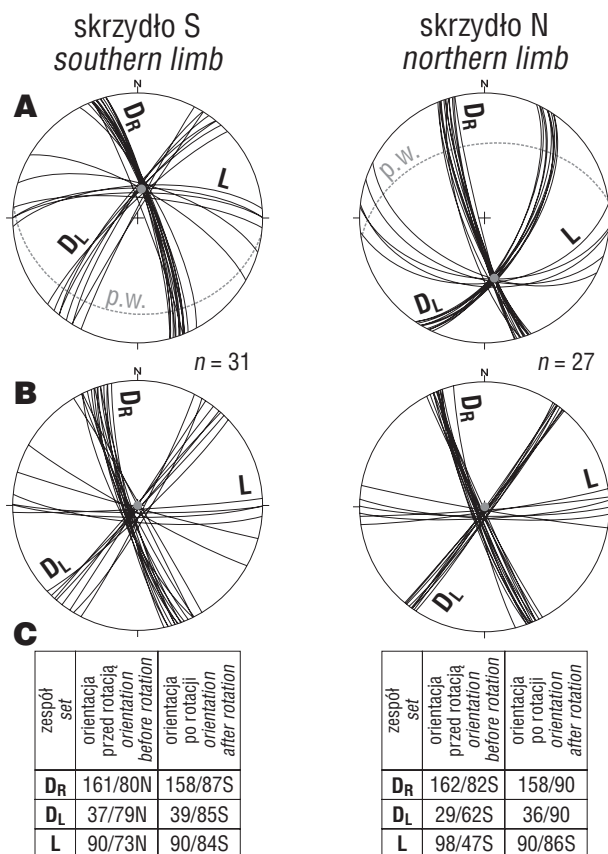 skrzydło S
southern limb
skrzydło N
northern limb
A
N
DR
L
DL
p.w.
N
DR
p.w.
L
DL
n = 31
n = 27
B
N
DR
L
DL
N
DR
L
DL
C
zespół
set
orientacja
przed rotacją
orientation
before rotation
orientacja
po rotacji
orientation
after rotation
DR 161/80N 158/87S
DL 37/79N 39/85S
L 90/73N 90/84S
zespół
set
orientacja
przed rotacją
orientation
before rotation
orientacja
po rotacji
orientation
after rotation
DR 162/82S 158/90
DL 29/62S 36/90
L 98/47S 90/86S